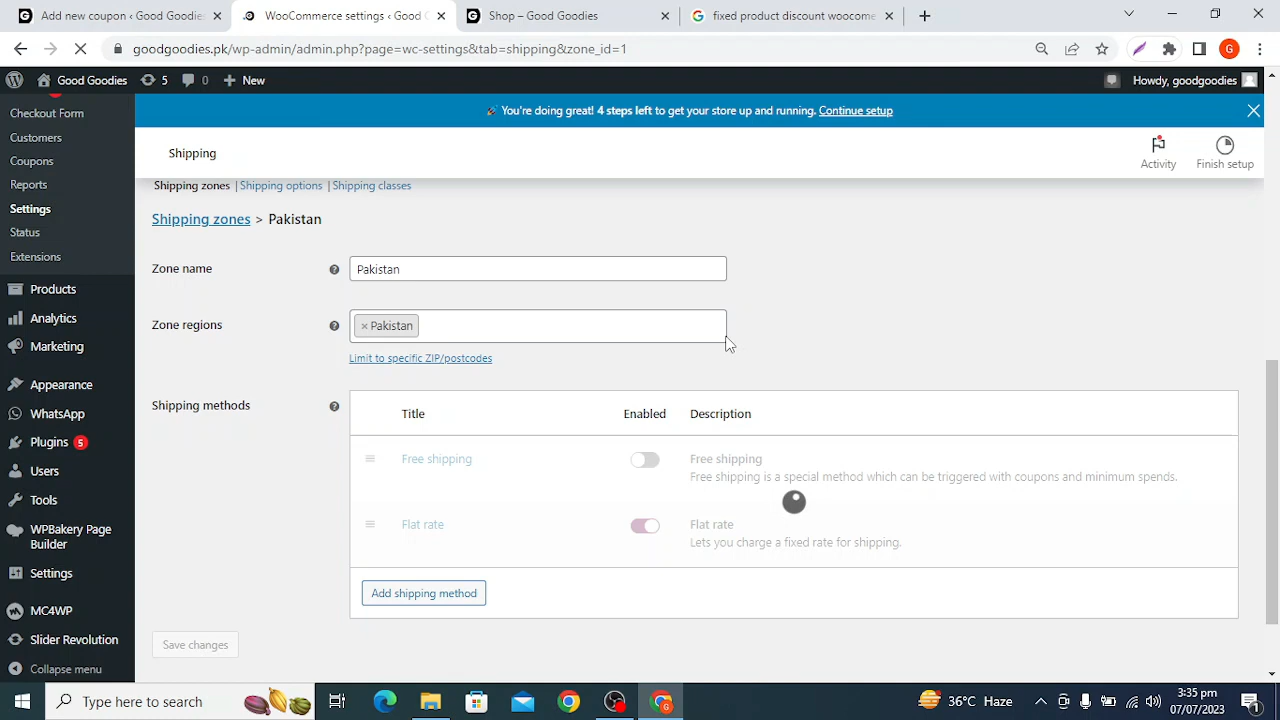 Add new coupon ‹ Good Goodies
WooCommerce settings ‹ Good
Shop – Good Goodies
fixed product discount woocome
goodgoodies.pk/wp-admin/admin.php?page=wc-settings&tab=shipping&zone_id=1
G
Good Goodies
5
0
New
Howdy, goodgoodies
Checkout Form
Customers
Coupons
Reports
Settings
Status
Extensions
Products
Analytics
Marketing
Appearance
WhatsApp
Plugins 5
Users
Tools
WPBakery Page
Builder
Settings
MC4WP
Slider Revolution
Collapse menu
You're doing great! 4 steps left to get your store up and running. Continue setup
Shipping
Activity
Finish setup
Shipping zones | Shipping options | Shipping classes
Shipping zones > Pakistan
Zone name
Pakistan
Zone regions
× Pakistan
Limit to specific ZIP/postcodes
Shipping methods
Title Enabled Description
Free shipping
Free shipping
Free shipping is a special method which can be triggered with coupons and minimum spends.
Flat rate
Flat rate
Lets you charge a fixed rate for shipping.
Add shipping method
Save changes
Type here to search
36°C Haze
3:35 pm
07/07/2023
1